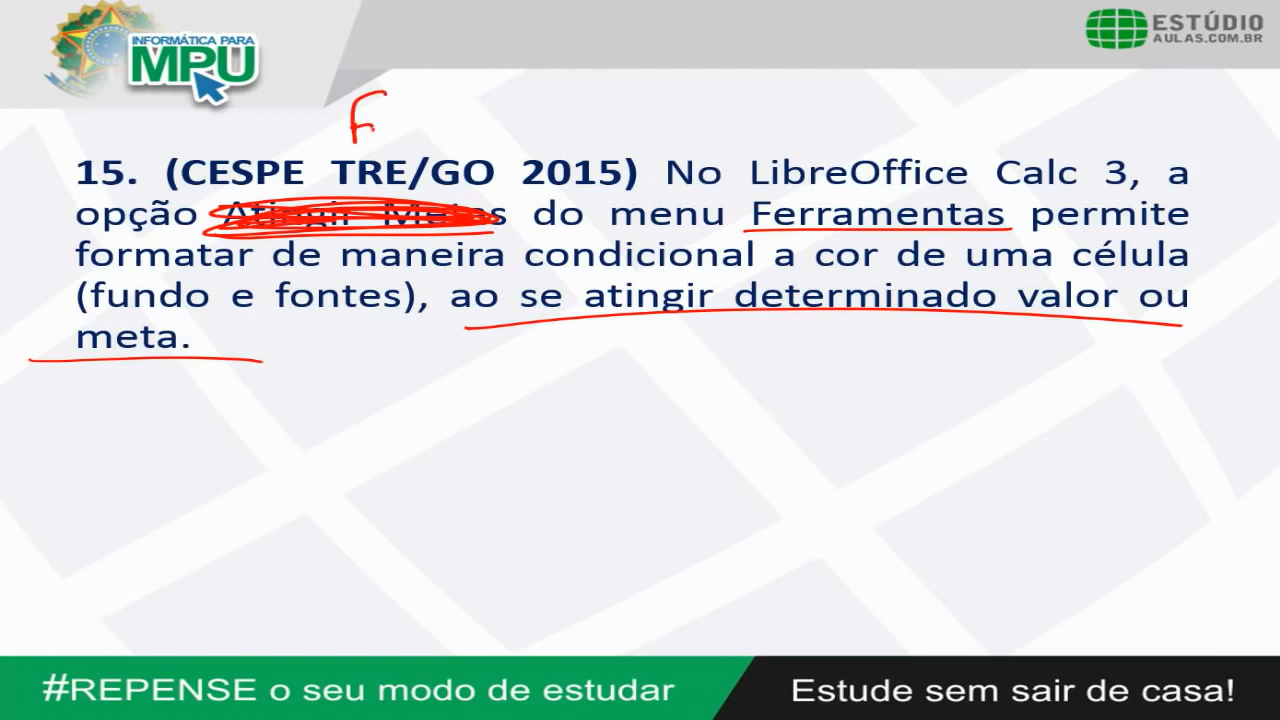 INFORMÁTICA PARA
MPU
ESTÚDIO
AULAS.COM.BR
F
15. (CESPE TRE/GO 2015) No LibreOffice Calc 3, a
opção Atingir Metas do menu Ferramentas permite
formatar de maneira condicional a cor de uma célula
(fundo e fontes), ao se atingir determinado valor ou
meta.
#REPENSE o seu modo de estudar
Estude sem sair de casa!